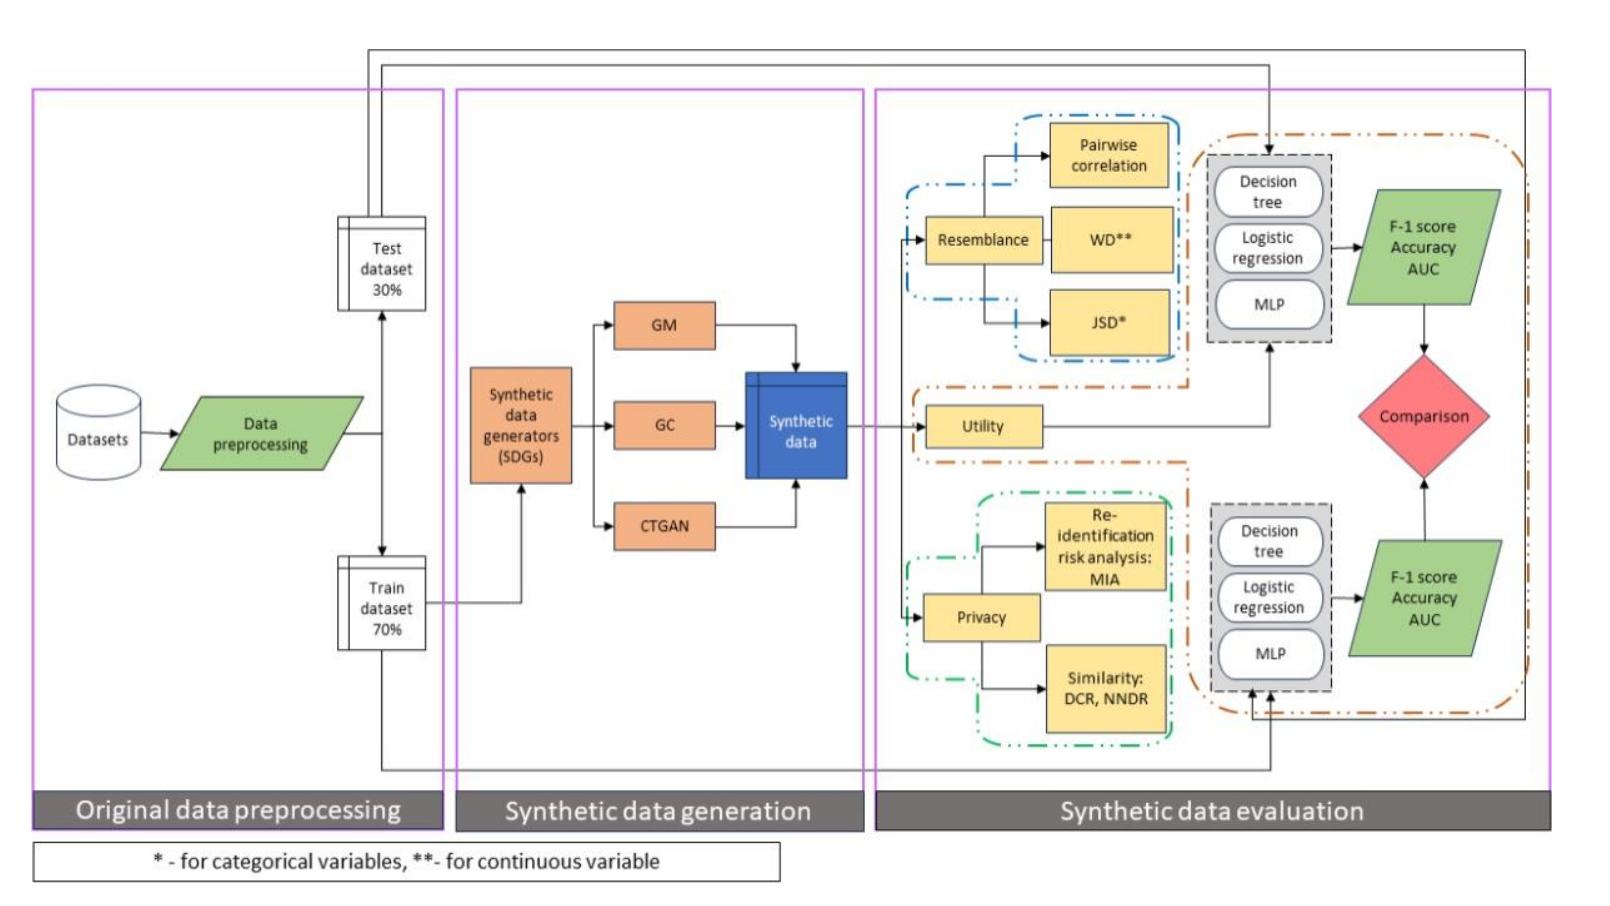 Datasets
Data
preprocessing
Test
dataset
30%
Train
dataset
70%
Original data preprocessing
Synthetic
data
generators
(SDGs)
GM
GC
CTGAN
Synthetic
data
Synthetic data generation
Resemblance
Pairwise
correlation
WD**
JSD*
Utility
Privacy
Re-
identification
risk analysis:
MIA
Similarity:
DCR, NNDR
Decision
tree
Logistic
regression
MLP
F-1 score
Accuracy
AUC
Comparison
Decision
tree
Logistic
regression
MLP
F-1 score
Accuracy
AUC
Synthetic data evaluation
* - for categorical variables, **- for continuous variable